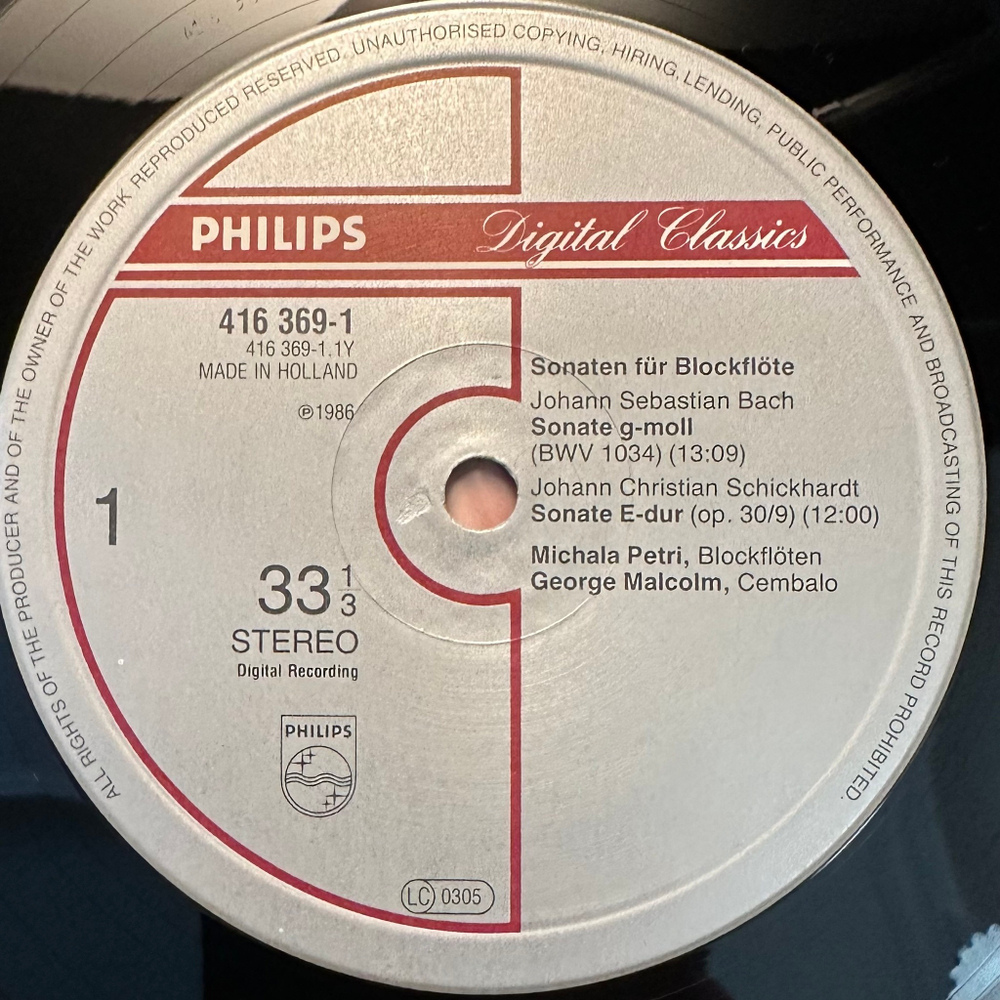 ALL RIGHTS OF THE PRODUCER AND OF THE OWNER OF THE WORK REPRODUCED RESERVED. UNAUTHORISED COPYING, HIRING, LENDING, PUBLIC PERFORMANCE AND BROADCASTING OF THIS RECORD PROHIBITED.
PHILIPS Digital Classics
416 369-1
416 369-1.1Y
MADE IN HOLLAND
℗1986
1
33 1/3
STEREO
Digital Recording
PHILIPS
LC 0305
Sonaten für Blockflöte
Johann Sebastian Bach
Sonate g-moll
(BWV 1034) (13:09)
Johann Christian Schickhardt
Sonate E-dur (op. 30/9) (12:00)
Michala Petri, Blockflöten
George Malcolm, Cembalo